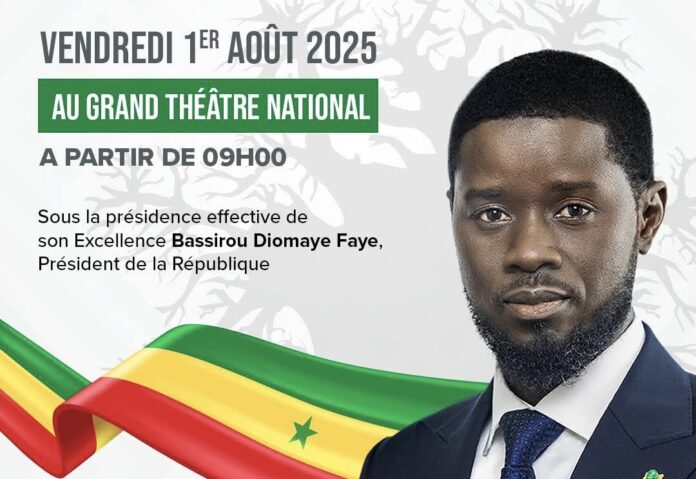 VENDREDI 1ER AOÛT 2025
AU GRAND THÉÂTRE NATIONAL
A PARTIR DE 09H00
Sous la présidence effective de
son Excellence Bassirou Diomaye Faye,
Président de la République